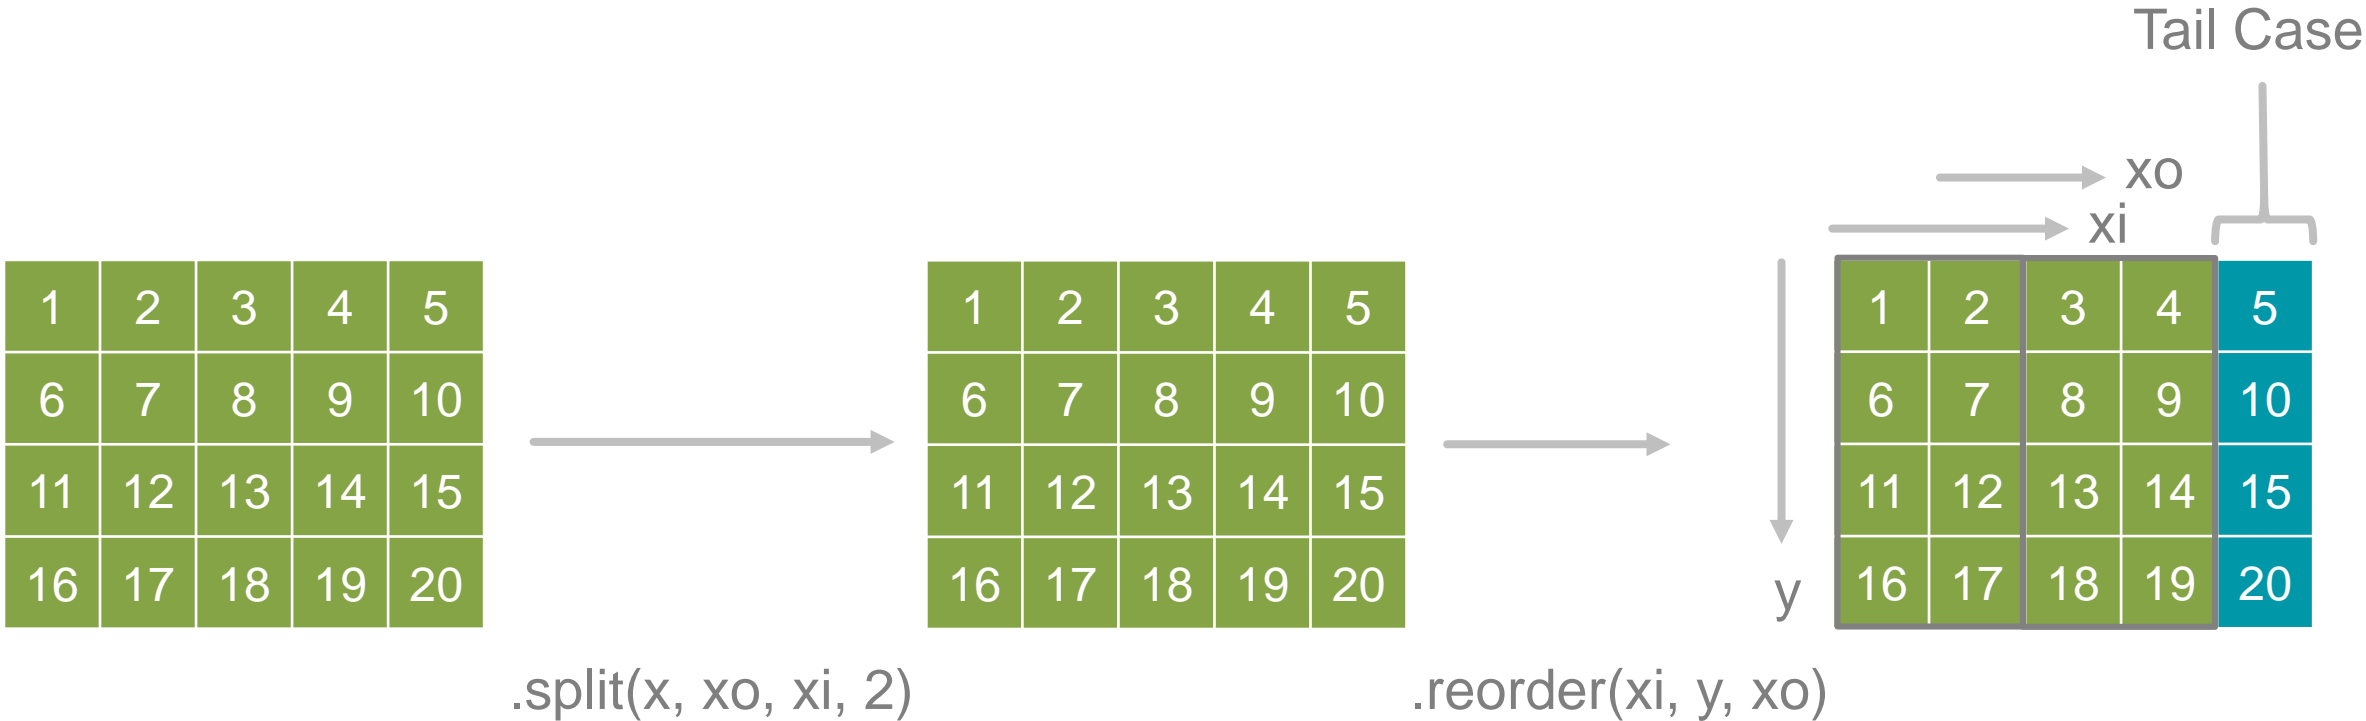 Tail Case
xo
xi
1 2 3 4 5
6 7 8 9 10
11 12 13 14 15
16 17 18 19 20
.split(x, xo, xi, 2)
1 2 3 4 5
6 7 8 9 10
11 12 13 14 15
16 17 18 19 20
.reorder(xi, y, xo)
y
1 2 3 4 5
6 7 8 9 10
11 12 13 14 15
16 17 18 19 20